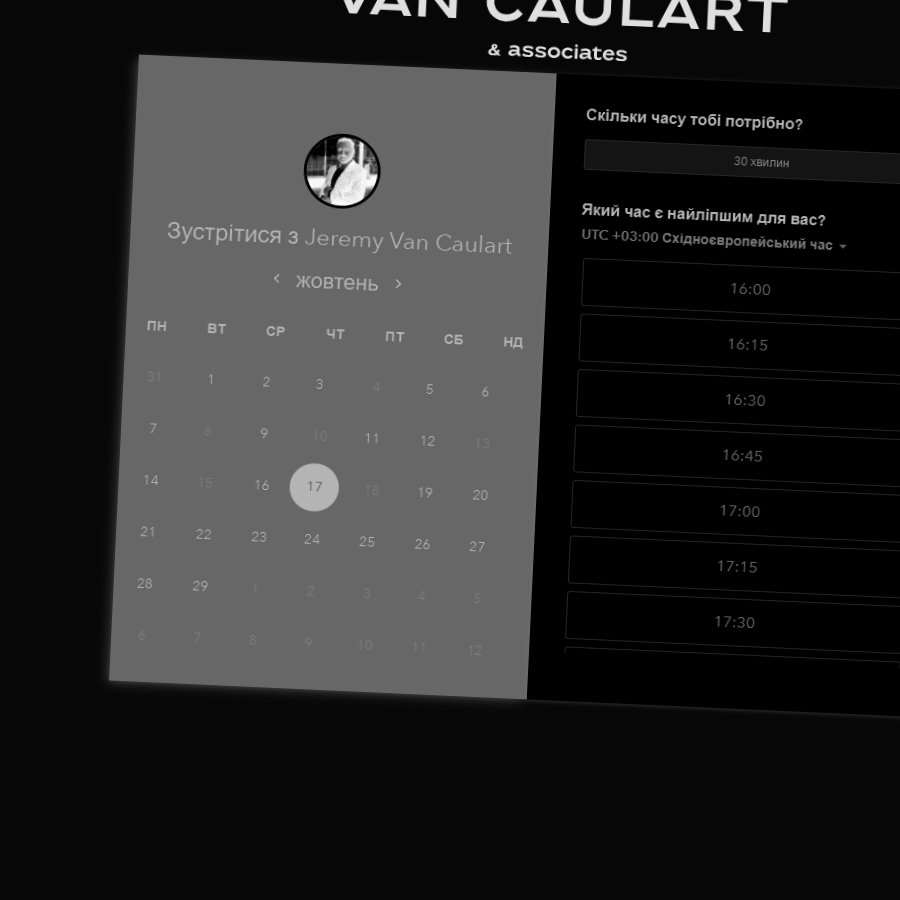 VAN CAULART
& associates
Зустрітися з Jeremy Van Caulart
жовтень
ПН ВТ СР ЧТ ПТ СБ НД
31 1 2 3 4 5 6
7 8 9 10 11 12 13
14 15 16 17 18 19 20
21 22 23 24 25 26 27
28 29 1 2 3 4 5
6 7 8 9 10 11 12
Скільки часу тобі потрібно?
30 хвилин
Який час є найліпшим для вас?
UTC +03:00 Східноєвропейський час
16:00
16:15
16:30
16:45
17:00
17:15
17:30